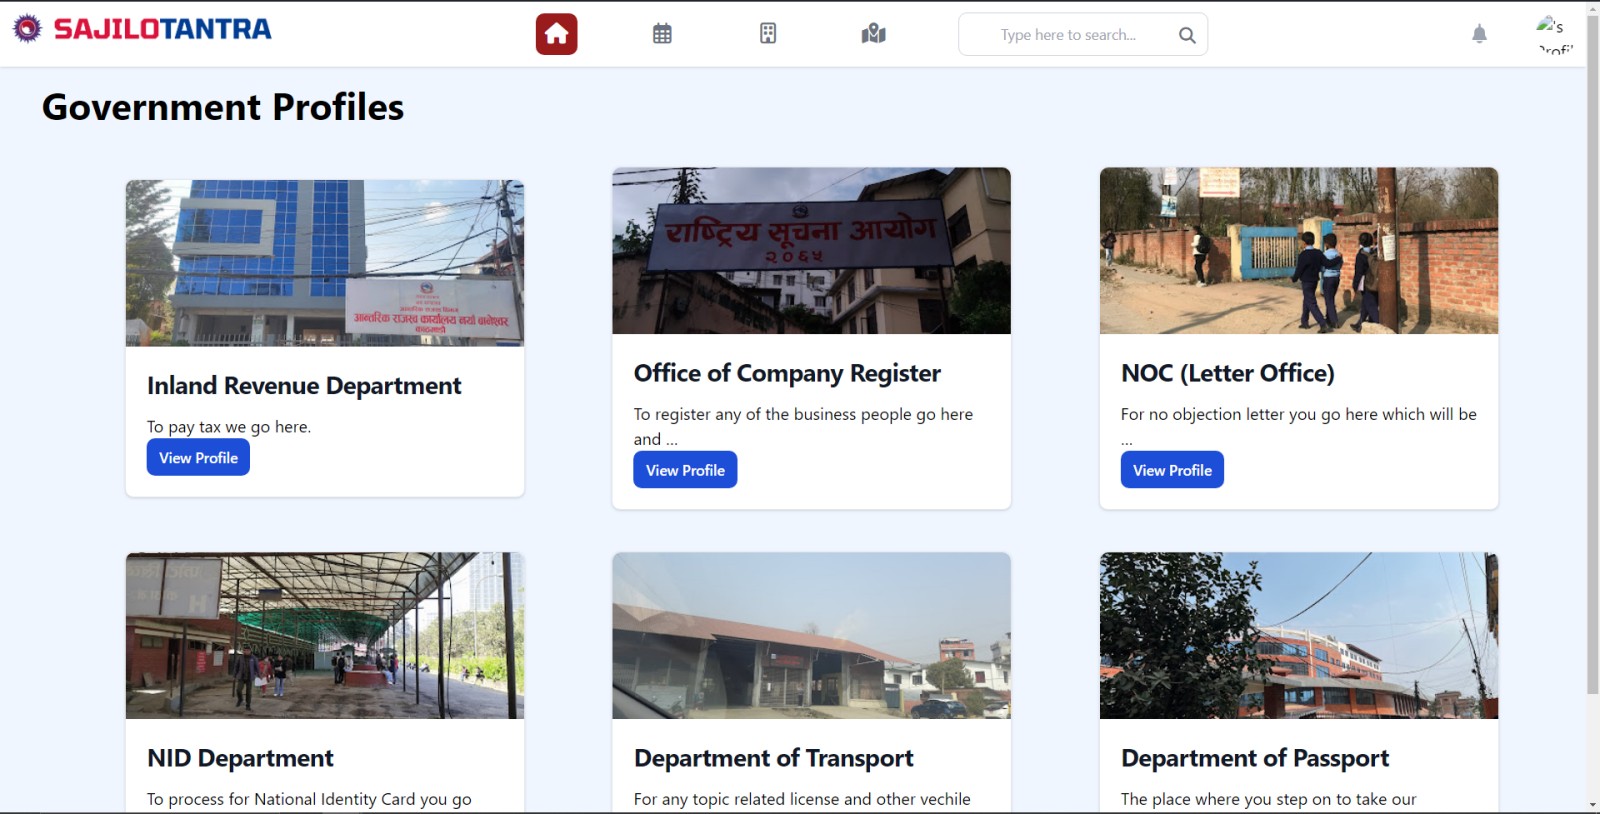 SAJILOTANTRA
Type here to search...
's
Profil
Government Profiles
आन्तरिक राजस्व कार्यालय नयाँ बानेश्वर
काठमाडौं
राष्ट्रिय सूचना आयोग
२०६५
Inland Revenue Department
To pay tax we go here.
View Profile
Office of Company Register
To register any of the business people go here
and ...
View Profile
NOC (Letter Office)
For no objection letter you go here which will be
...
View Profile
NID Department
To process for National Identity Card you go
Department of Transport
For any topic related license and other vechile
Department of Passport
The place where you step on to take our